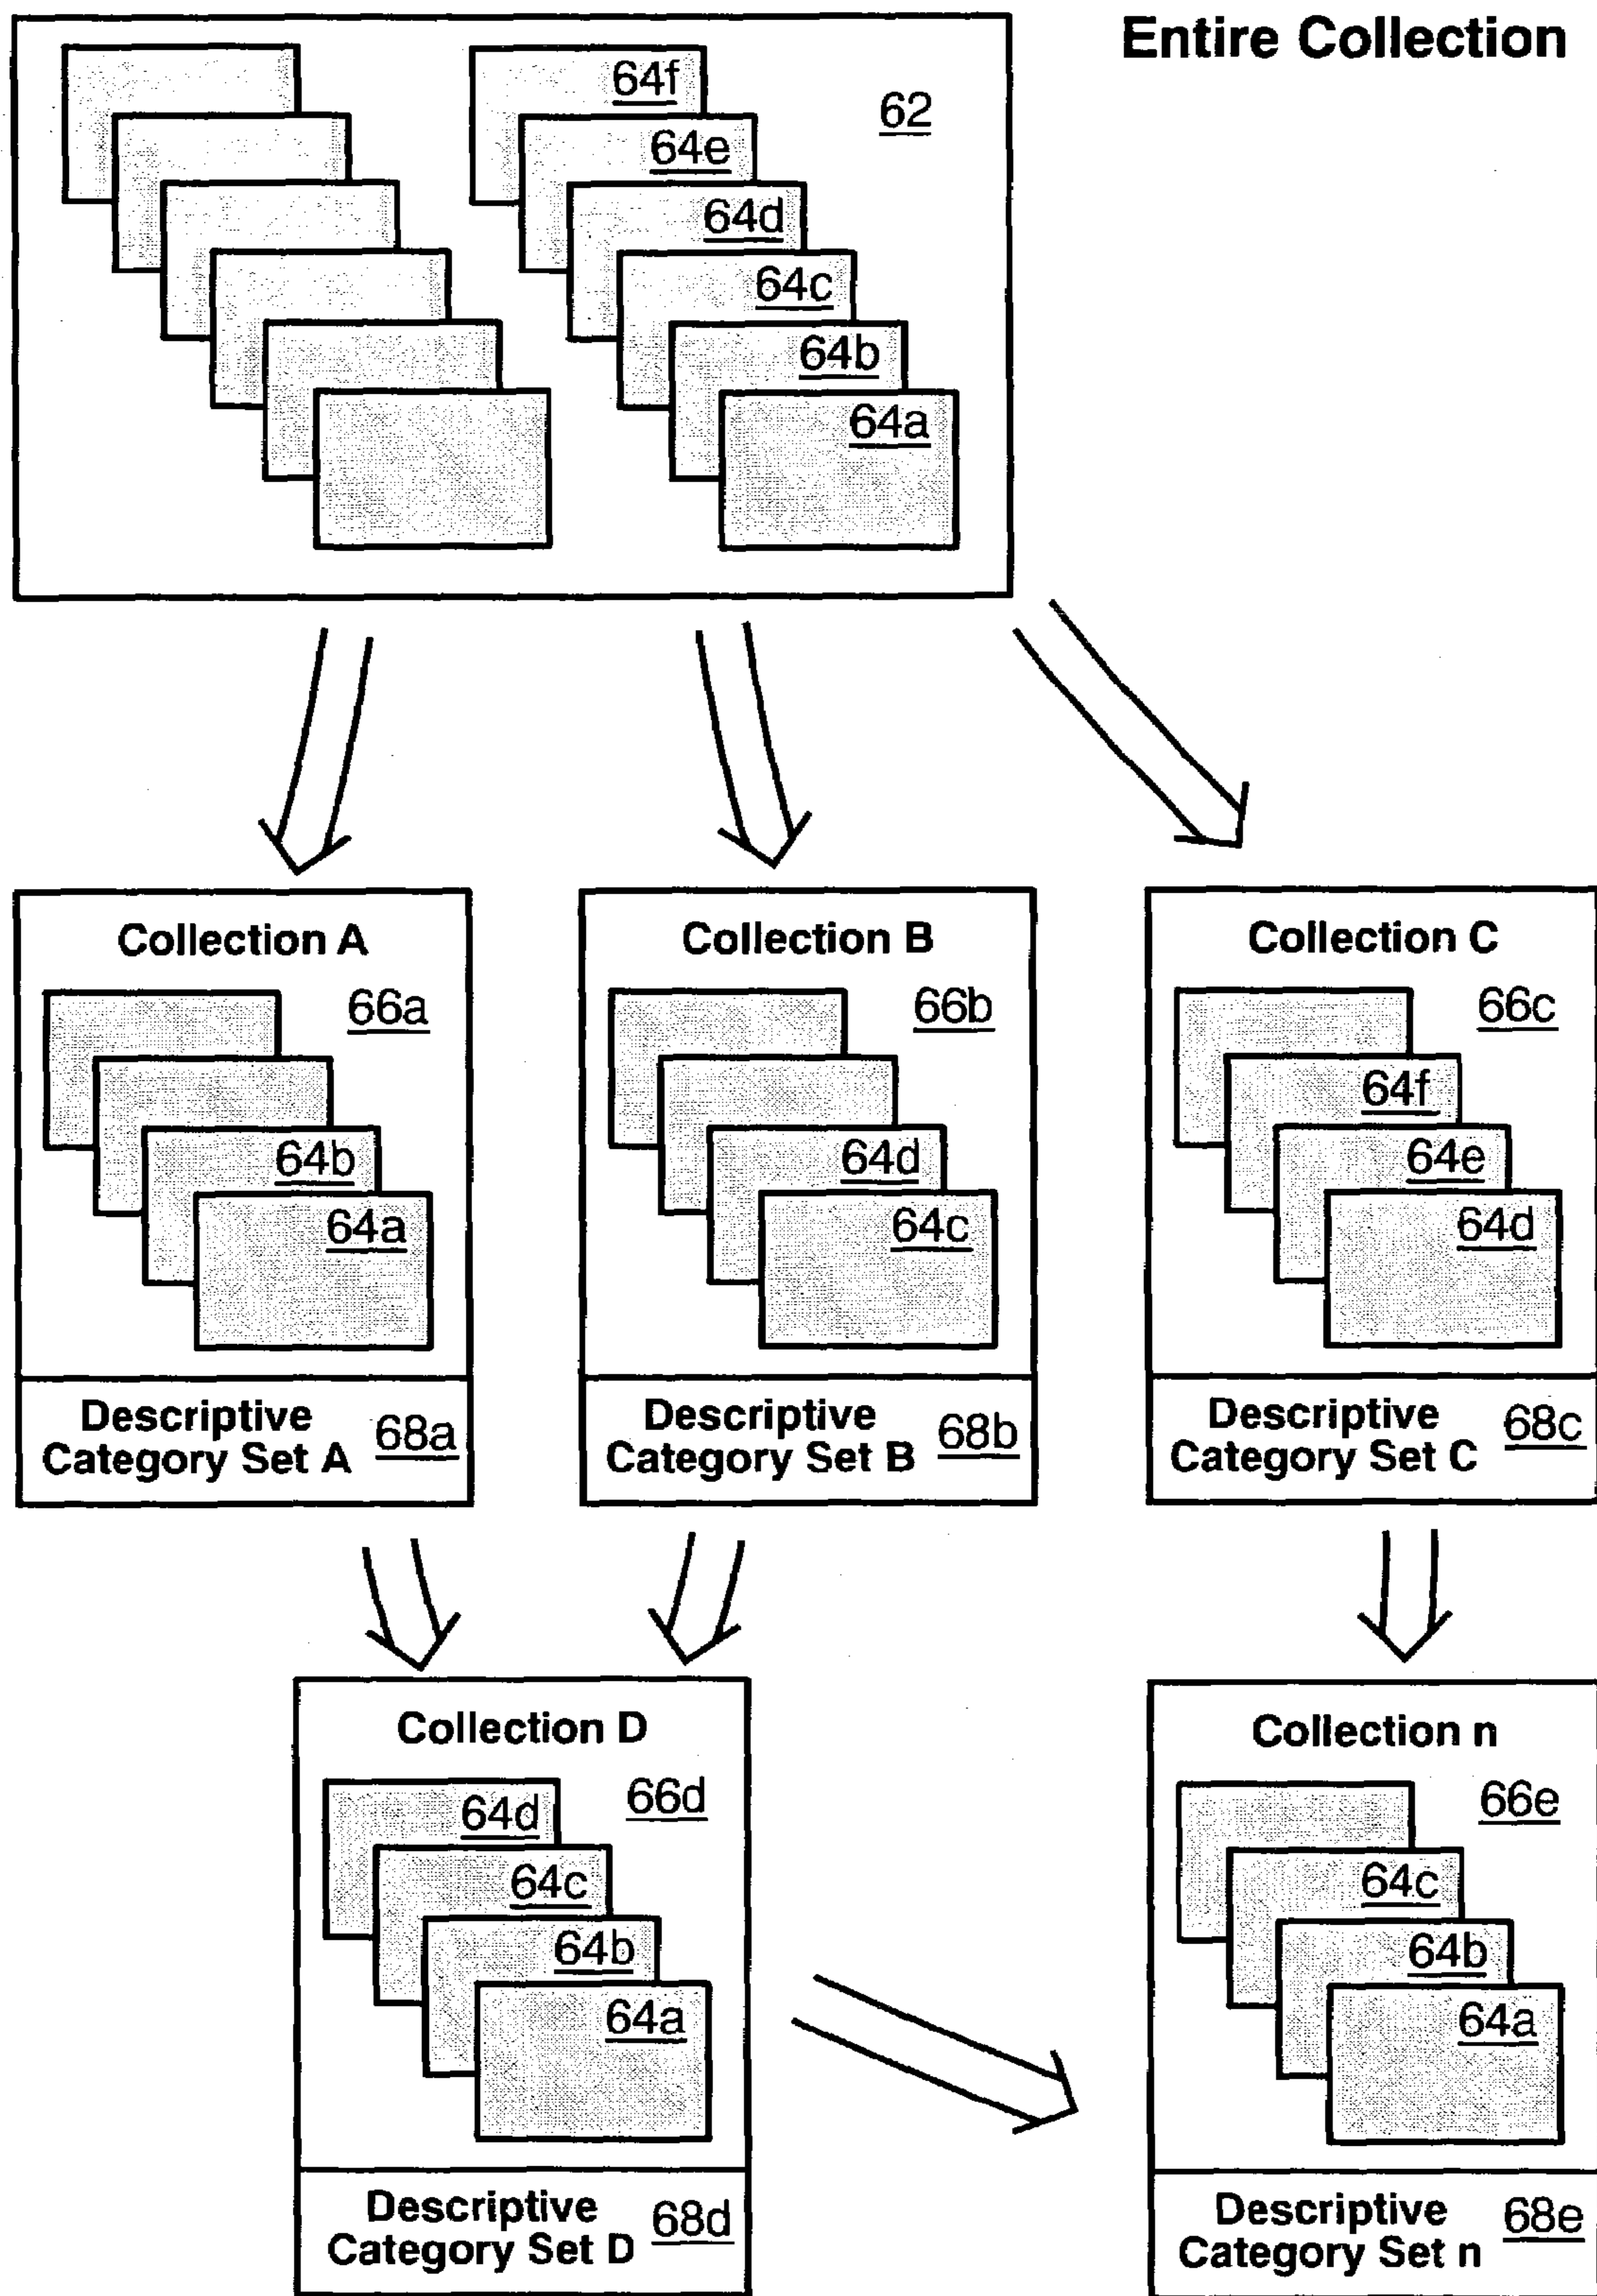 Entire Collection
64f
62
64e
64d
64c
64b
64a
Collection A
66a
64b
64a
Descriptive
Category Set A
68a
Collection B
66b
64d
64c
Descriptive
Category Set B
68b
Collection C
66c
64f
64e
64d
Descriptive
Category Set C
68c
Collection D
66d
64d
64c
64b
64a
Descriptive
Category Set D
68d
Collection n
66e
64c
64b
64a
Descriptive
Category Set n
68e